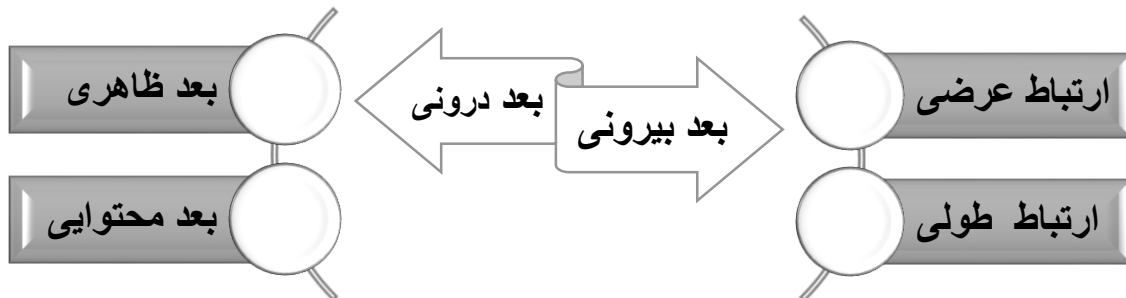 ارتباط عرضی
ارتباط طولی
بعد بیرونی
بعد درونی
بعد ظاهری
بعد محتوایی